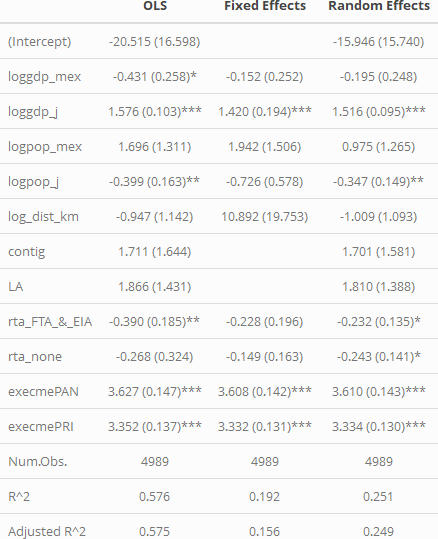 OLS Fixed Effects Random Effects
(Intercept) -20.515 (16.598) -15.946 (15.740)
loggdp_mex -0.431 (0.258)* -0.152 (0.252) -0.195 (0.248)
loggdp_j 1.576 (0.103)*** 1.420 (0.194)*** 1.516 (0.095)***
logpop_mex 1.696 (1.311) 1.942 (1.506) 0.975 (1.265)
logpop_j -0.399 (0.163)** -0.726 (0.578) -0.347 (0.149)**
log_dist_km -0.947 (1.142) 10.892 (19.753) -1.009 (1.093)
contig 1.711 (1.644) 1.701 (1.581)
LA 1.866 (1.431) 1.810 (1.388)
rta_FTA_&_EIA -0.390 (0.185)** -0.228 (0.196) -0.232 (0.135)*
rta_none -0.268 (0.324) -0.149 (0.163) -0.243 (0.141)*
execmePAN 3.627 (0.147)*** 3.608 (0.142)*** 3.610 (0.143)***
execmePRI 3.352 (0.137)*** 3.332 (0.131)*** 3.334 (0.130)***
Num.Obs. 4989 4989 4989
R^2 0.576 0.192 0.251
Adjusted R^2 0.575 0.156 0.249